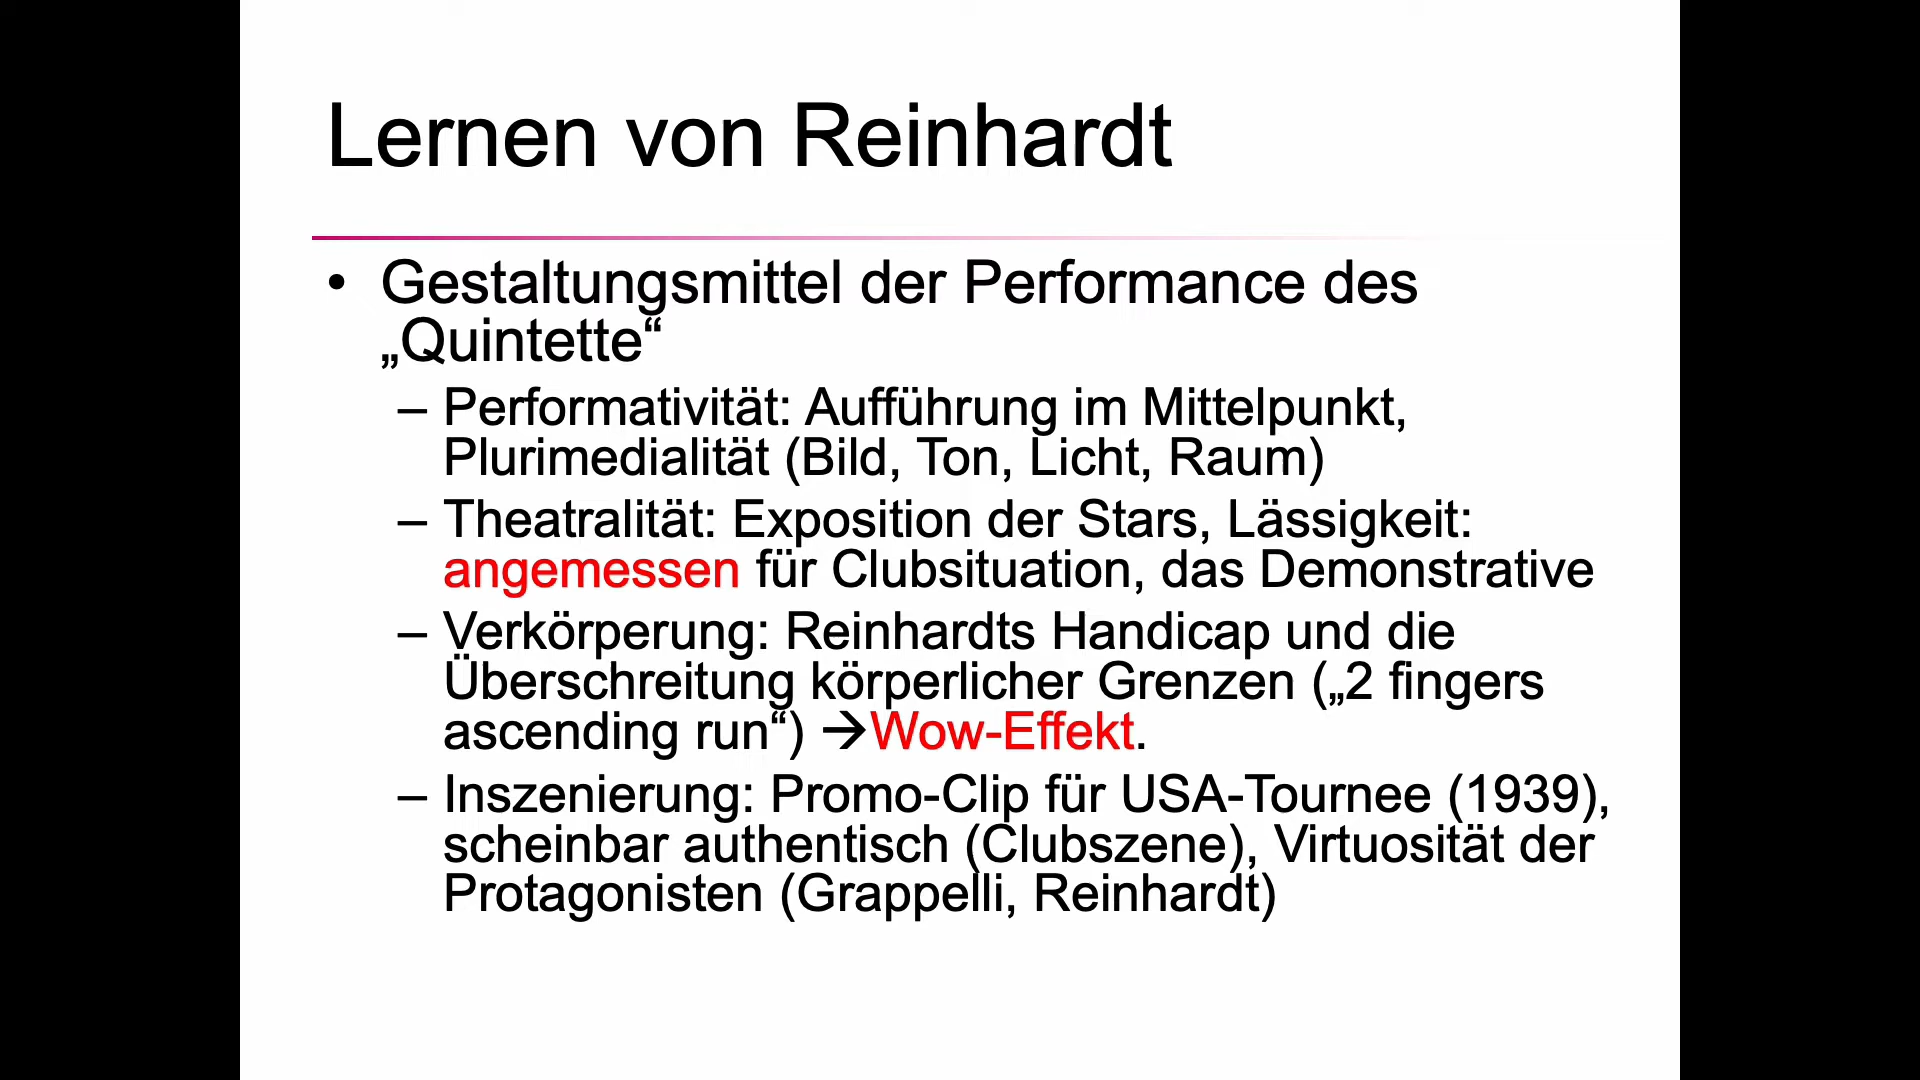 Lernen von Reinhardt
• Gestaltungsmittel der Performance des
„Quintette“
– Performativität: Aufführung im Mittelpunkt,
Plurimedialität (Bild, Ton, Licht, Raum)
– Theatralität: Exposition der Stars, Lässigkeit:
angemessen für Clubsituation, das Demonstrative
– Verkörperung: Reinhardts Handicap und die
Überschreitung körperlicher Grenzen („2 fingers
ascending run“) →Wow-Effekt.
– Inszenierung: Promo-Clip für USA-Tournee (1939),
scheinbar authentisch (Clubszene), Virtuosität der
Protagonisten (Grappelli, Reinhardt)